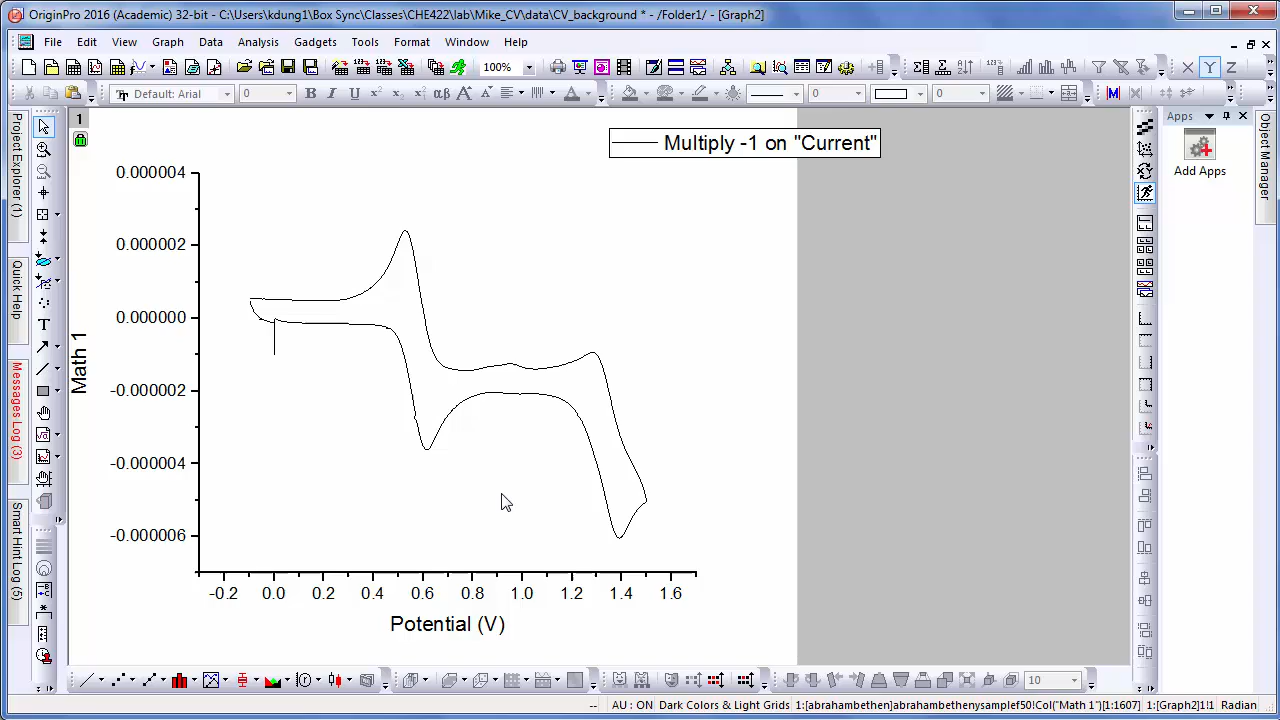 OriginPro 2016 (Academic) 32-bit - C:\Users\kdung1\Box Sync\Classes\CHE422\lab\Mike_CV\data\CV_background * - /Folder1/ - [Graph2]
File Edit View Graph Data Analysis Gadgets Tools Format Window Help
100%
X Y Z
Default: Arial 0 B I U αβ A A A 0 0 M
Project Explorer (1)
Quick Help
Messages Log (3)
Smart Hint Log (5)
T
1
Multiply -1 on "Current"
0.000004
0.000002
0.000000
-0.000002
-0.000004
-0.000006
Math 1
-0.2 0.0 0.2 0.4 0.6 0.8 1.0 1.2 1.4 1.6
Potential (V)
Apps
Add Apps
Object Manager
10
-- AU : ON Dark Colors & Light Grids 1:[abrahambethen]abrahambethenysamplef50!Col("Math 1")[1:1607] 1:[Graph2]1!1 Radian